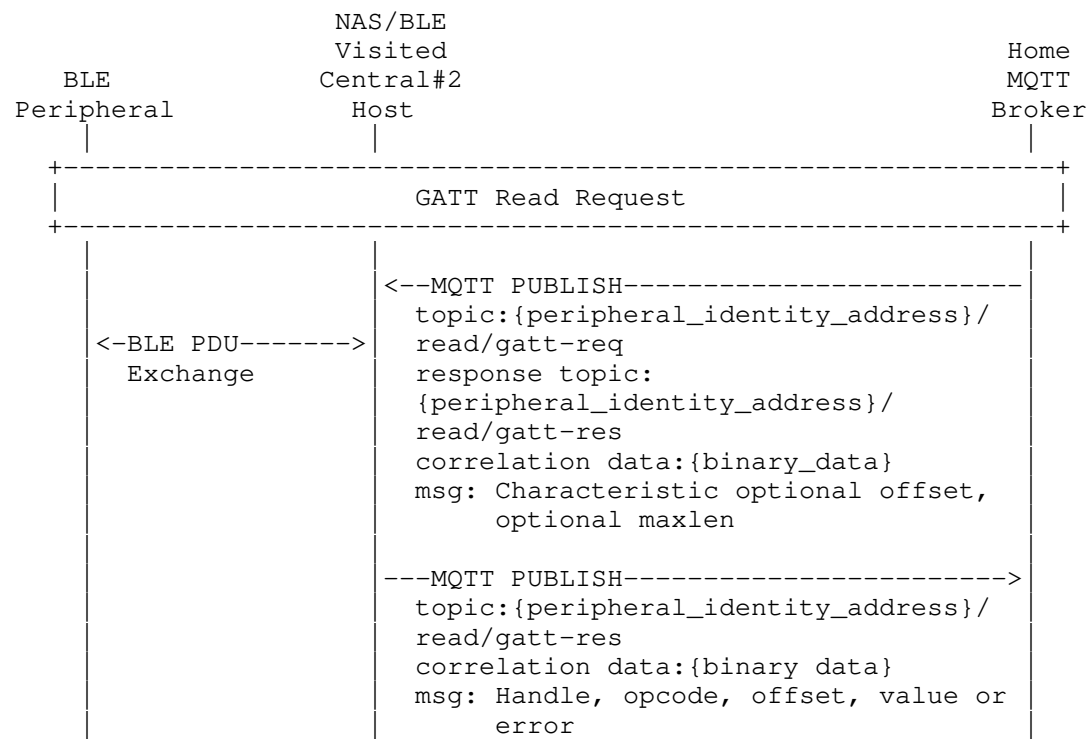 NAS/BLE
                    Visited                                   Home
   BLE             Central#2                                  MQTT
Peripheral           Host                                    Broker
    |                 |                                        |
  +--------------------------------------------------------------+
  |                      GATT Read Request                       |
  +--------------------------------------------------------------+
    |                 |                                        |
    |                 |<--MQTT PUBLISH-------------------------|
    |                 |  topic:{peripheral_identity_address}/  |
    |<-BLE PDU------->|  read/gatt-req                         |
    |  Exchange       |  response topic:                       |
    |                 |  {peripheral_identity_address}/        |
    |                 |  read/gatt-res                         |
    |                 |  correlation data:{binary_data}        |
    |                 |  msg: Characteristic optional offset,  |
    |                 |       optional maxlen                  |
    |                 |                                        |
    |                 |---MQTT PUBLISH------------------------>|
    |                 |  topic:{peripheral_identity_address}/  |
    |                 |  read/gatt-res                         |
    |                 |  correlation data:{binary data}        |
    |                 |  msg: Handle, opcode, offset, value or |
    |                 |       error                            |